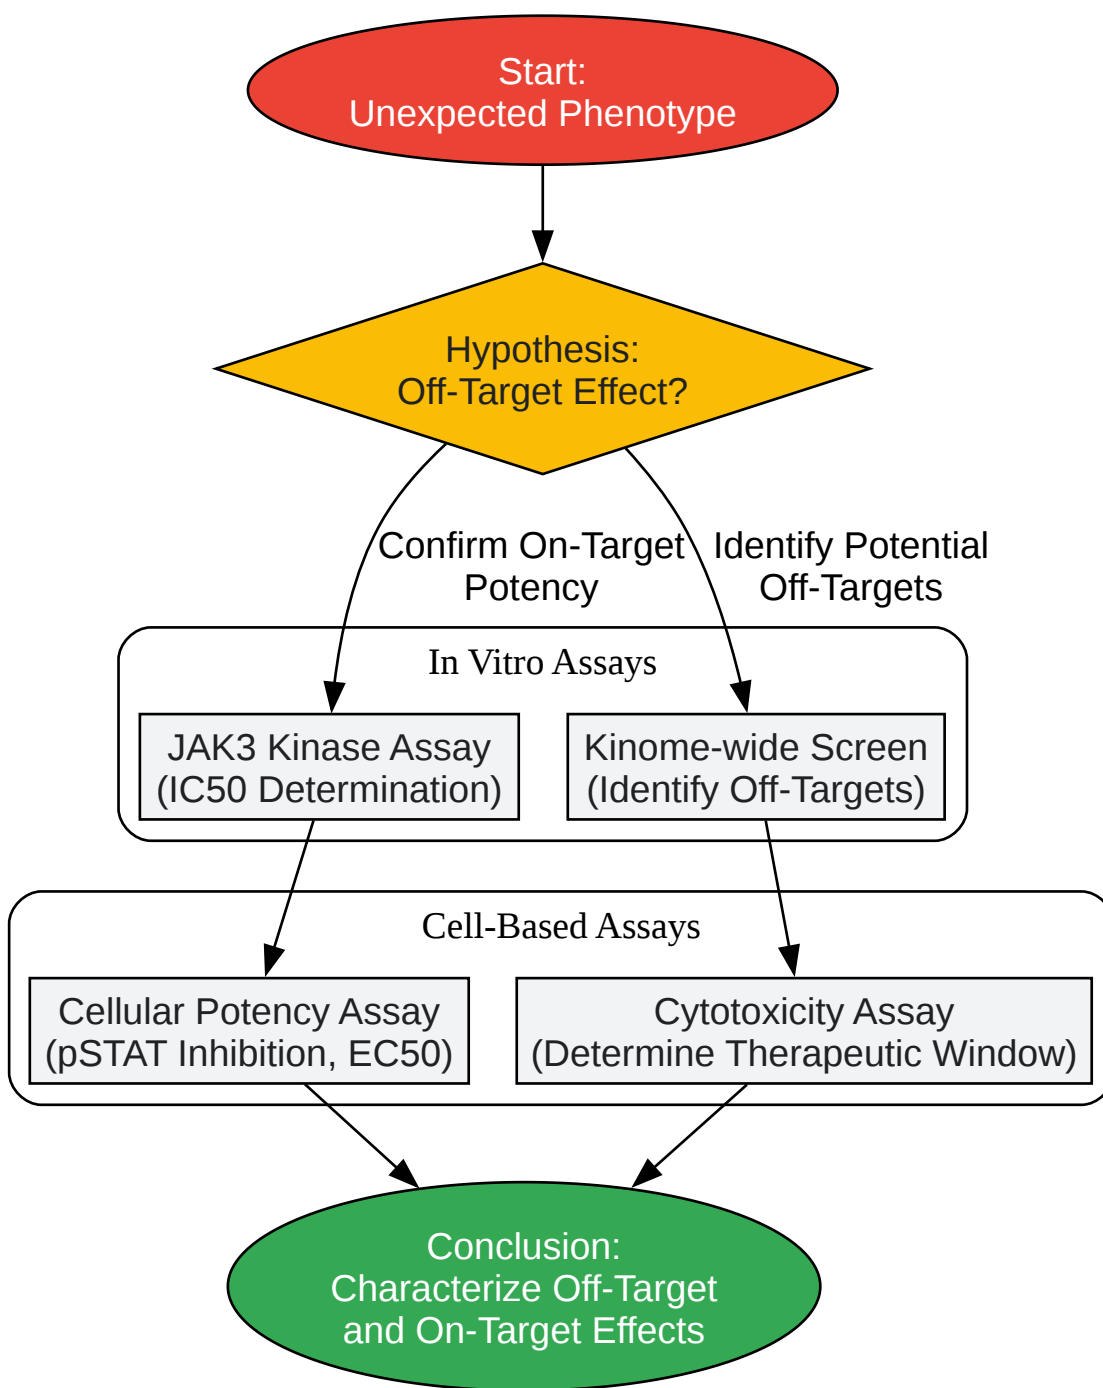 Start:
Unexpected Phenotype
Hypothesis:
Off-Target Effect?
Confirm On-Target
Potency
Identify Potential
Off-Targets
In Vitro Assays
JAK3 Kinase Assay
(IC50 Determination)
Kinome-wide Screen
(Identify Off-Targets)
Cell-Based Assays
Cellular Potency Assay
(pSTAT Inhibition, EC50)
Cytotoxicity Assay
(Determine Therapeutic Window)
Conclusion:
Characterize Off-Target
and On-Target Effects